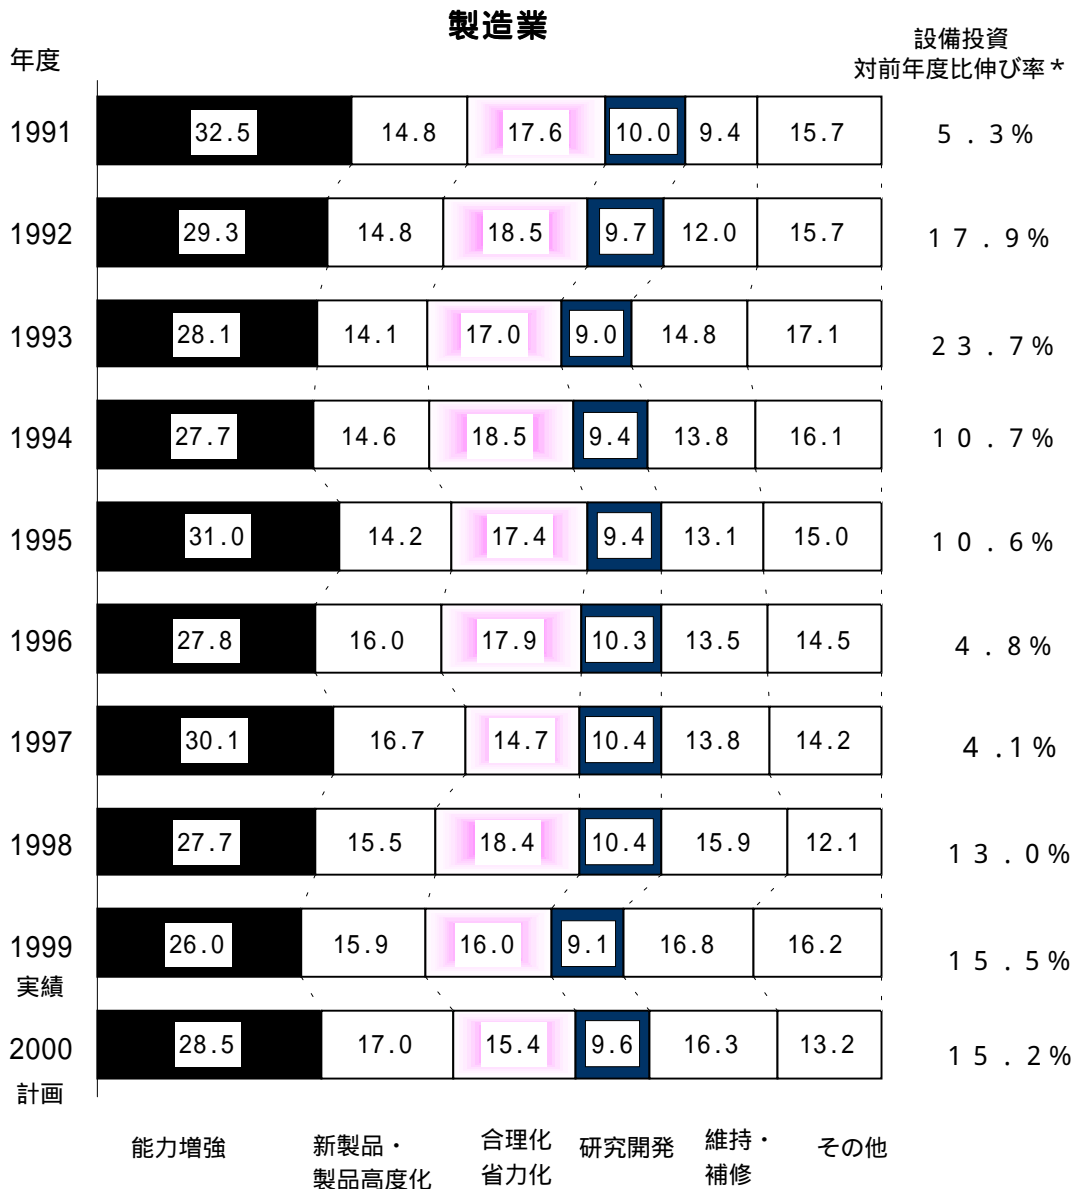 製造業
年度
設備投資
対前年度比伸び率*
1991 32.5 14.8 17.6 10.0 9.4 15.7 5.3%
1992 29.3 14.8 18.5 9.7 12.0 15.7 17.9%
1993 28.1 14.1 17.0 9.0 14.8 17.1 23.7%
1994 27.7 14.6 18.5 9.4 13.8 16.1 10.7%
1995 31.0 14.2 17.4 9.4 13.1 15.0 10.6%
1996 27.8 16.0 17.9 10.3 13.5 14.5 4.8%
1997 30.1 16.7 14.7 10.4 13.8 14.2 4.1%
1998 27.7 15.5 18.4 10.4 15.9 12.1 13.0%
1999 26.0 15.9 16.0 9.1 16.8 16.2 15.5%
実績
2000 28.5 17.0 15.4 9.6 16.3 13.2 15.2%
計画
能力増強
新製品・
製品高度化
合理化
省力化
研究開発
維持・
補修
その他